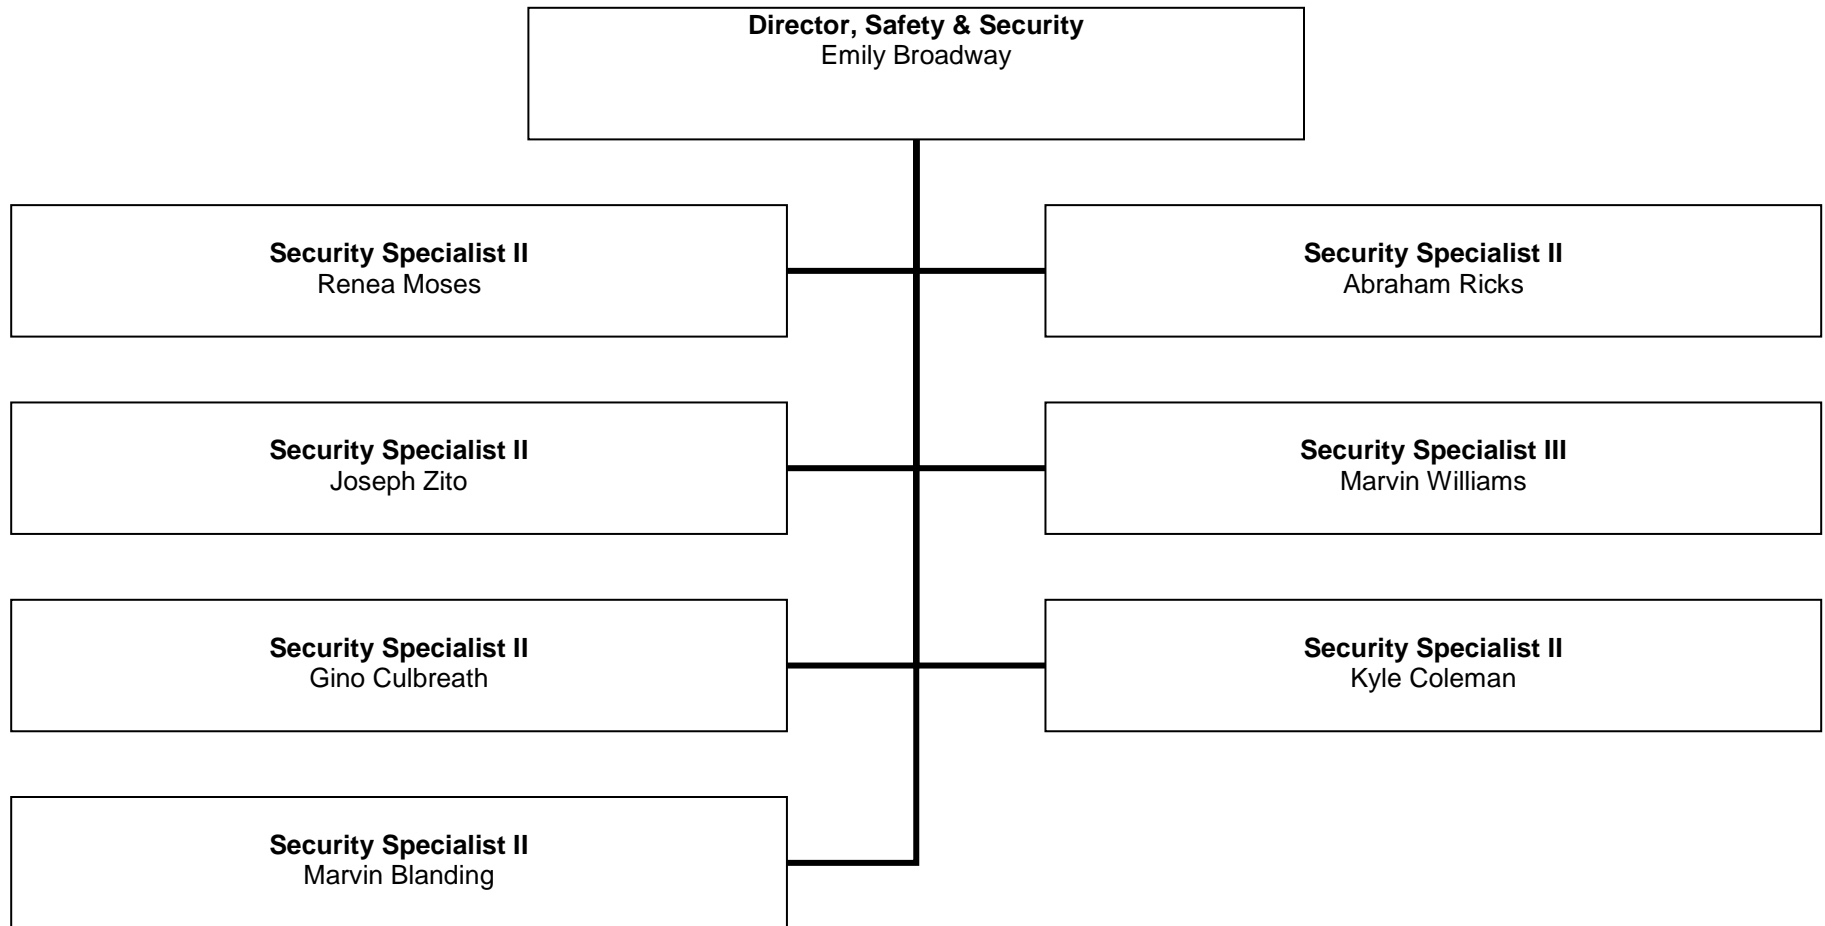 Director, Safety & Security
Emily Broadway
Security Specialist II
Renea Moses
Security Specialist II
Abraham Ricks
Security Specialist II
Joseph Zito
Security Specialist III
Marvin Williams
Security Specialist II
Gino Culbreath
Security Specialist II
Kyle Coleman
Security Specialist II
Marvin Blanding